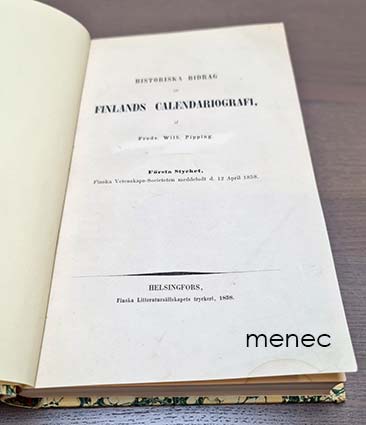 HISTORISKA BIDRAG
till
FINLANDS CALENDARIOGRAFI,
af
Fredr. Wilh. Pipping.
Första Stycket,
Finska Vetenskaps-Societeten meddeladt d. 12 April 1858.
HELSINGFORS,
Finska Litteratursällskapets tryckeri, 1858.
menec